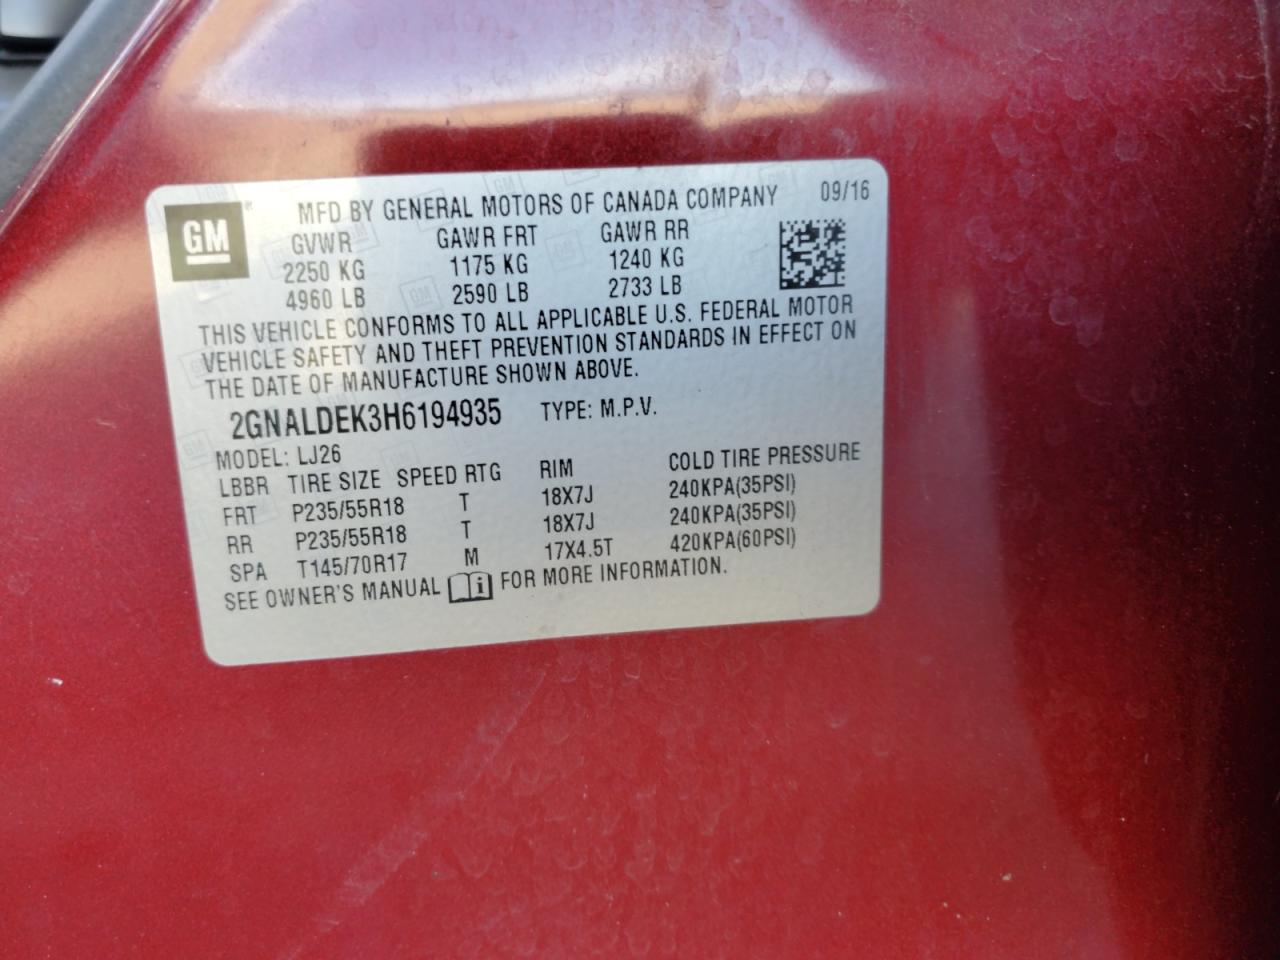 GM ® MFD BY GENERAL MOTORS OF CANADA COMPANY 09/16
GVWR GAWR FRT GAWR RR
2250 KG 1175 KG 1240 KG
4960 LB 2590 LB 2733 LB
THIS VEHICLE CONFORMS TO ALL APPLICABLE U.S. FEDERAL MOTOR
VEHICLE SAFETY AND THEFT PREVENTION STANDARDS IN EFFECT ON
THE DATE OF MANUFACTURE SHOWN ABOVE.
2GNALDEK3H6194935 TYPE: M.P.V.
MODEL: LJ26
LBBR TIRE SIZE SPEED RTG RIM COLD TIRE PRESSURE
FRT P235/55R18 T 18X7J 240KPA(35PSI)
RR P235/55R18 T 18X7J 240KPA(35PSI)
SPA T145/70R17 M 17X4.5T 420KPA(60PSI)
SEE OWNER'S MANUAL i FOR MORE INFORMATION.